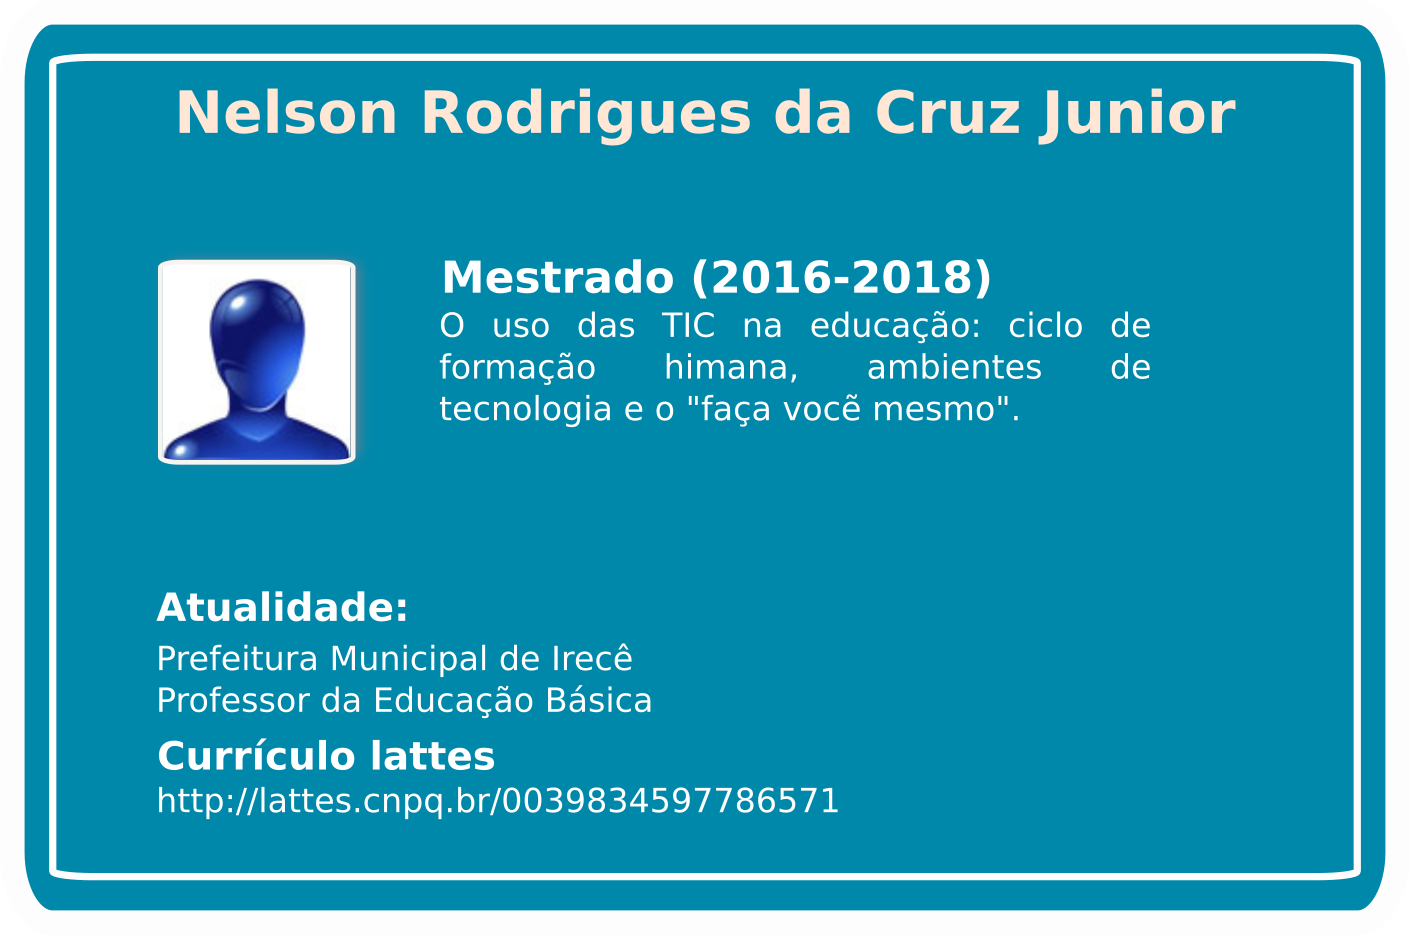 Nelson Rodrigues da Cruz Junior
Mestrado (2016-2018)
O uso das TIC na educação: ciclo de
formação himana, ambientes de
tecnologia e o "faça você mesmo".
Atualidade:
Prefeitura Municipal de Irecê
Professor da Educação Básica
Currículo lattes
http://lattes.cnpq.br/0039834597786571